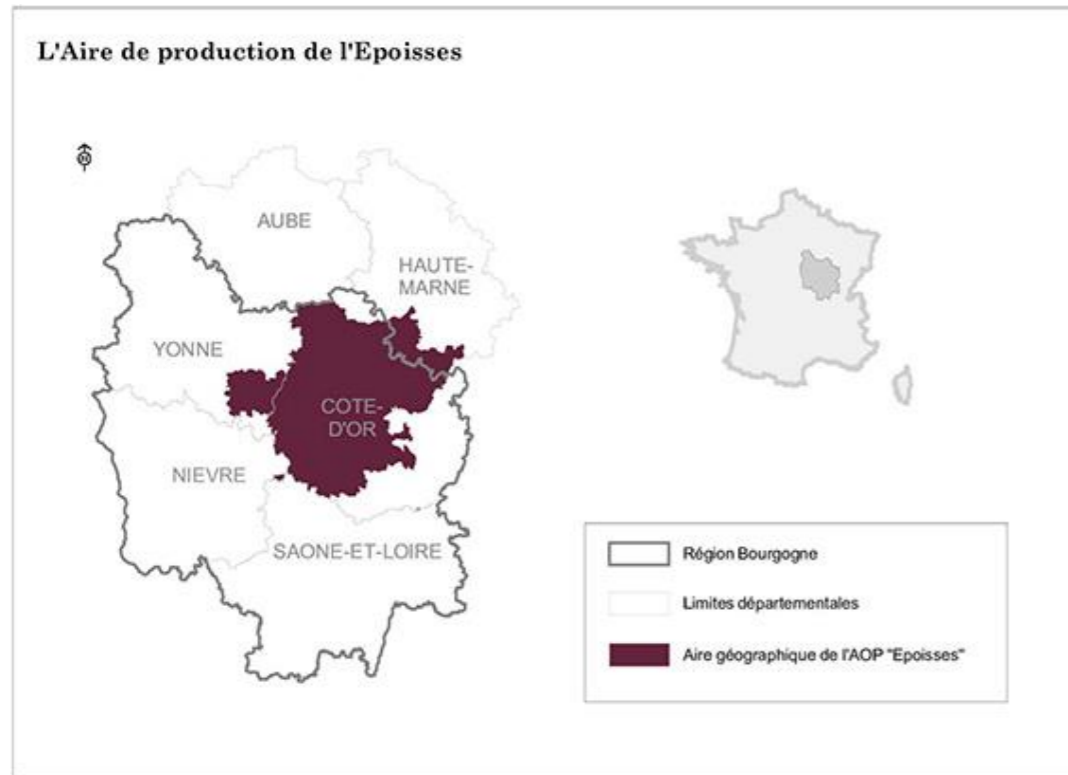 L'Aire de production de l'Epoisses
N
AUBE
HAUTE-
MARNE
YONNE
COTE-
D'OR
NIEVRE
SAONE-ET-LOIRE
Région Bourgogne
Limites départementales
Aire géographique de l'AOP "Epoisses"